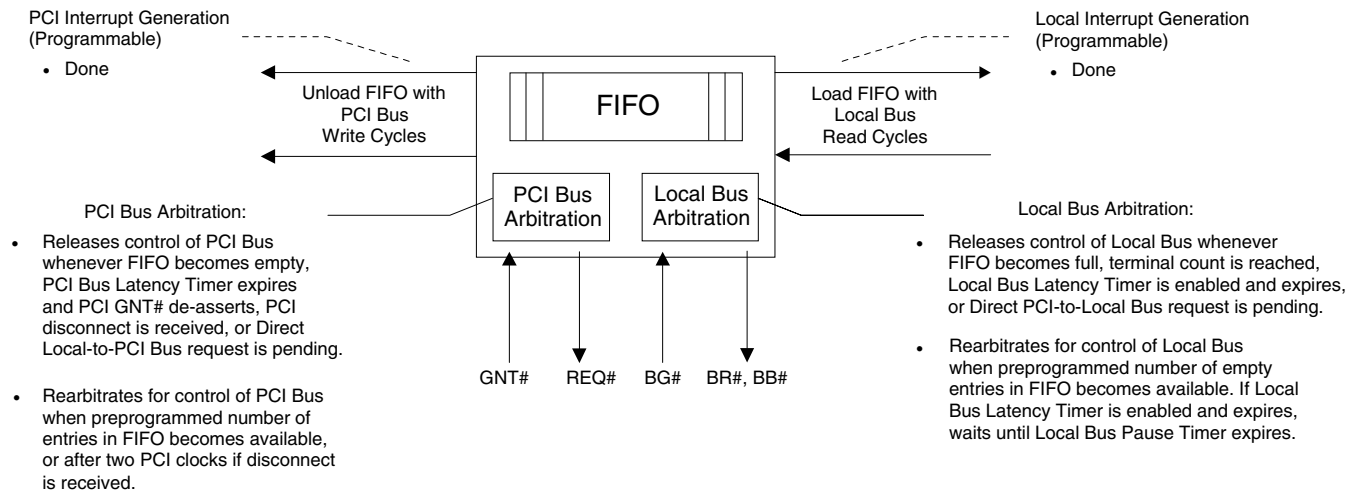 PCI Interrupt Generation
(Programmable)
• Done
Unload FIFO with
PCI Bus
Write Cycles
FIFO
Load FIFO with
Local Bus
Read Cycles
Local Interrupt Generation
(Programmable)
• Done
PCI Bus
Arbitration
Local Bus
Arbitration
GNT#
REQ#
BG#
BR#, BB#
PCI Bus Arbitration:
• Releases control of PCI Bus
whenever FIFO becomes empty,
PCI Bus Latency Timer expires
and PCI GNT# de-asserts, PCI
disconnect is received, or Direct
Local-to-PCI Bus request is pending.
• Rearbitrates for control of PCI Bus
when preprogrammed number of
entries in FIFO becomes available,
or after two PCI clocks if disconnect
is received.
Local Bus Arbitration:
• Releases control of Local Bus whenever
FIFO becomes full, terminal count is reached,
Local Bus Latency Timer is enabled and expires,
or Direct PCI-to-Local Bus request is pending.
• Rearbitrates for control of Local Bus
when preprogrammed number of empty
entries in FIFO becomes available. If Local
Bus Latency Timer is enabled and expires,
waits until Local Bus Pause Timer expires.